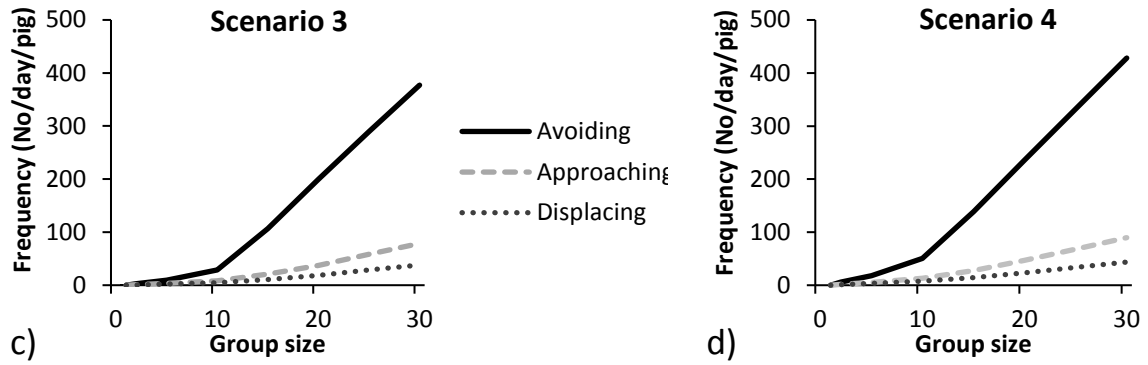 Scenario 3
Frequency (No/day/pig)
500
400
300
200
100
0
0 10 20 30
Group size
c)
Avoiding
Approaching
Displacing
Scenario 4
Frequency (No/day/pig)
500
400
300
200
100
0
0 10 20 30
Group size
d)